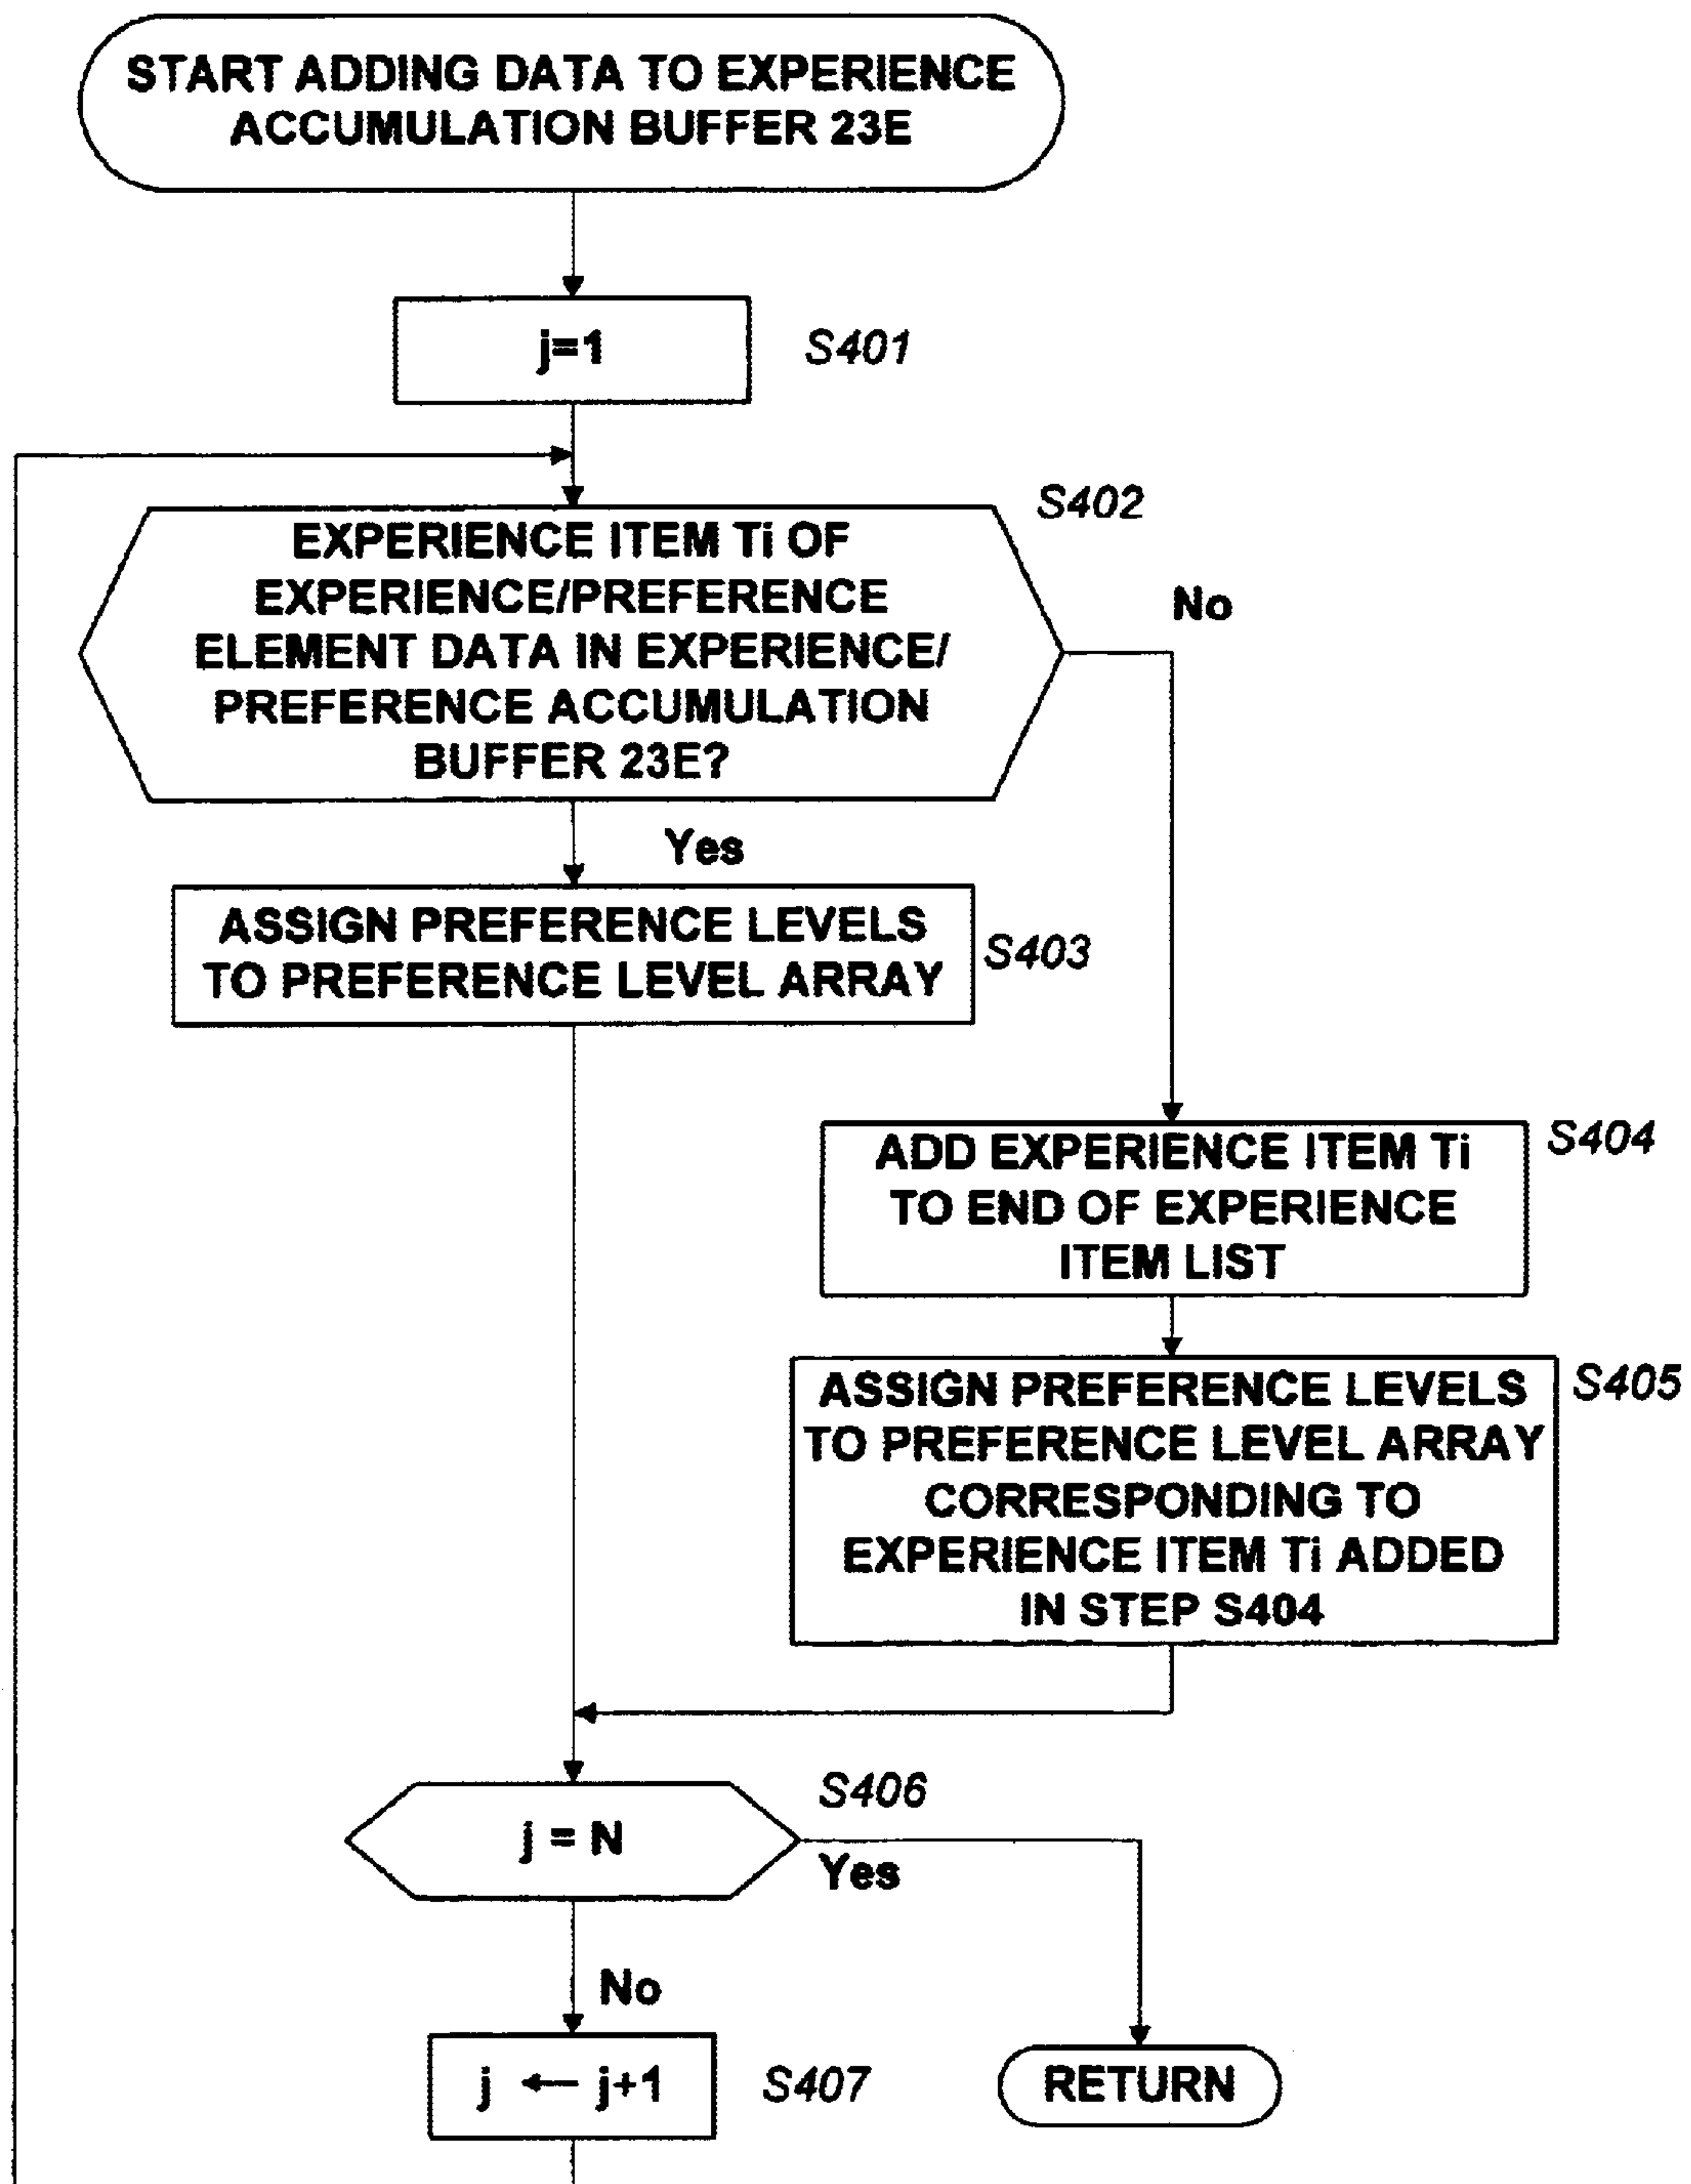 START ADDING DATA TO EXPERIENCE
ACCUMULATION BUFFER 23E
j=1
S401
S402
EXPERIENCE ITEM Ti OF
EXPERIENCE/PREFERENCE
ELEMENT DATA IN EXPERIENCE/
PREFERENCE ACCUMULATION
BUFFER 23E?
No
Yes
ASSIGN PREFERENCE LEVELS
TO PREFERENCE LEVEL ARRAY
S403
ADD EXPERIENCE ITEM Ti
TO END OF EXPERIENCE
ITEM LIST
S404
ASSIGN PREFERENCE LEVELS
TO PREFERENCE LEVEL ARRAY
CORRESPONDING TO
EXPERIENCE ITEM Ti ADDED
IN STEP S404
S405
j = N
S406
Yes
No
j ← j+1
S407
RETURN